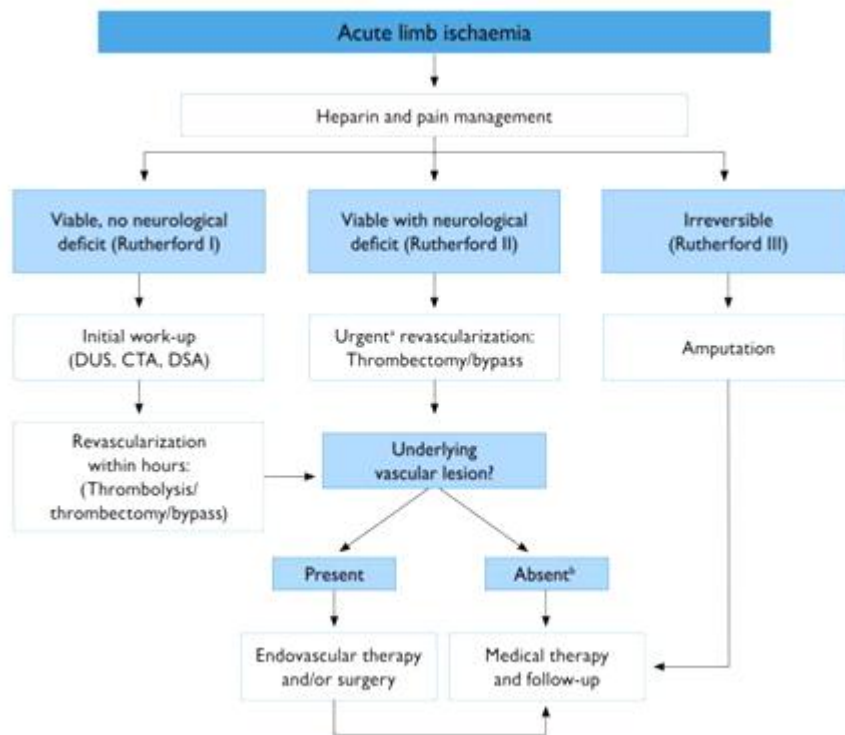 Acute limb ischaemia
Heparin and pain management
Viable, no neurological
deficit (Rutherford I)
Viable with neurological
deficit (Rutherford II)
Irreversible
(Rutherford III)
Initial work-up
(DUS, CTA, DSA)
Urgentᵃ revascularization:
Thrombectomy/bypass
Amputation
Revascularization
within hours:
(Thrombolysis/
thrombectomy/bypass)
Underlying
vascular lesion?
Present
Absentᵇ
Endovascular therapy
and/or surgery
Medical therapy
and follow-up